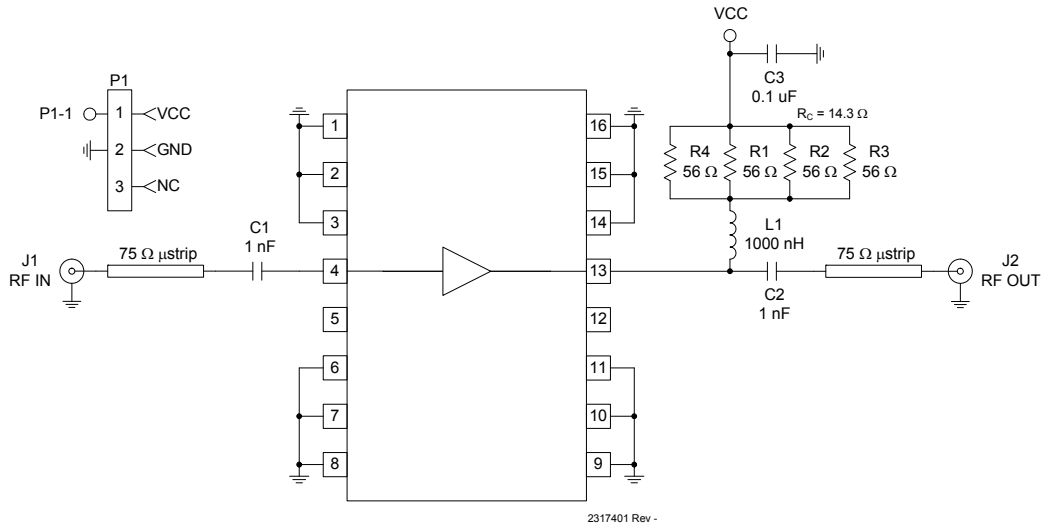 VCC
C3
0.1 uF
P1
P1-1
1
VCC
2
GND
3
NC
RC = 14.3 Ω
R4
56 Ω
R1
56 Ω
R2
56 Ω
R3
56 Ω
L1
1000 nH
J1
RF IN
75 Ω µstrip
C1
1 nF
1
2
3
4
5
6
7
8
16
15
14
13
12
11
10
9
C2
1 nF
75 Ω µstrip
J2
RF OUT
2317401 Rev -